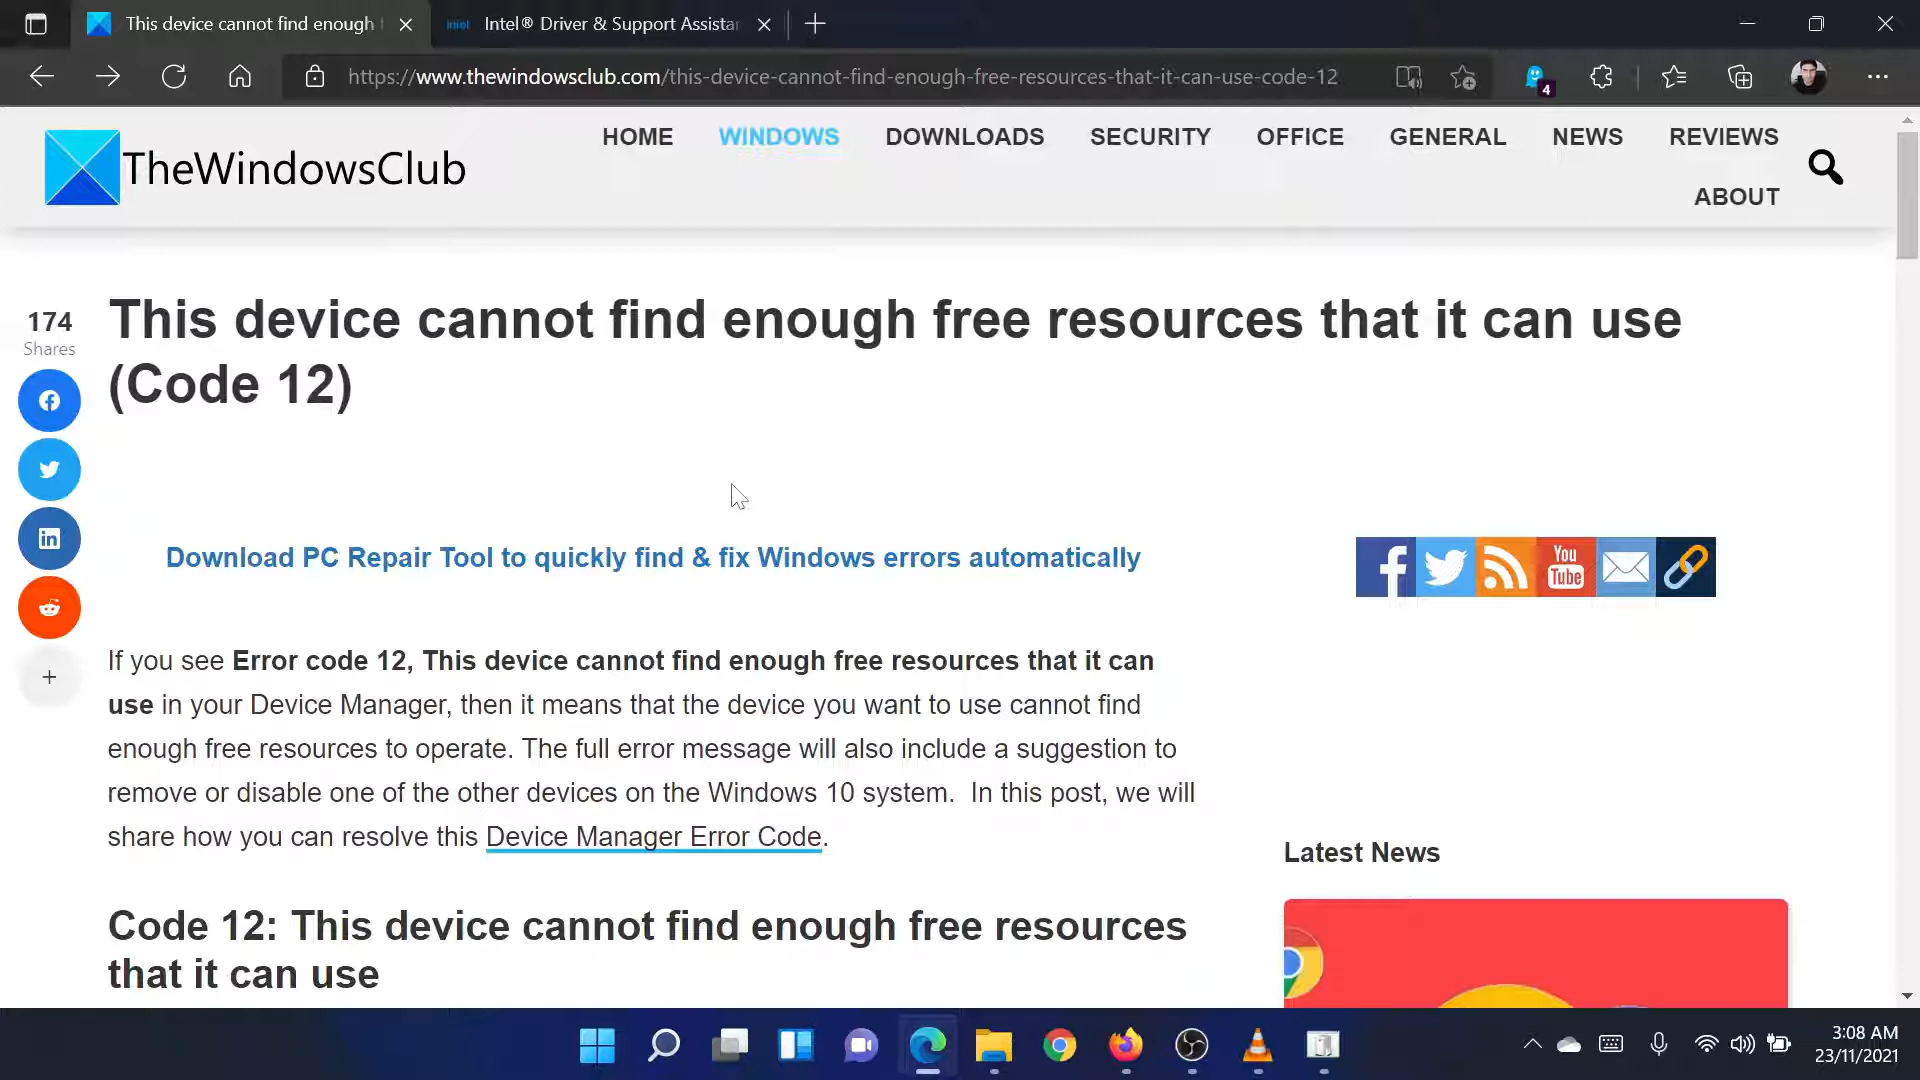 This device cannot find enough
Intel® Driver & Support Assistan
https://www.thewindowsclub.com/this-device-cannot-find-enough-free-resources-that-it-can-use-code-12
4
TheWindowsClub
HOME WINDOWS DOWNLOADS SECURITY OFFICE GENERAL NEWS REVIEWS
ABOUT
174
Shares
This device cannot find enough free resources that it can use
(Code 12)
Download PC Repair Tool to quickly find & fix Windows errors automatically
You
Tube
If you see Error code 12, This device cannot find enough free resources that it can
use in your Device Manager, then it means that the device you want to use cannot find
enough free resources to operate. The full error message will also include a suggestion to
remove or disable one of the other devices on the Windows 10 system. In this post, we will
share how you can resolve this Device Manager Error Code.
Latest News
Code 12: This device cannot find enough free resources
that it can use
3:08 AM
23/11/2021